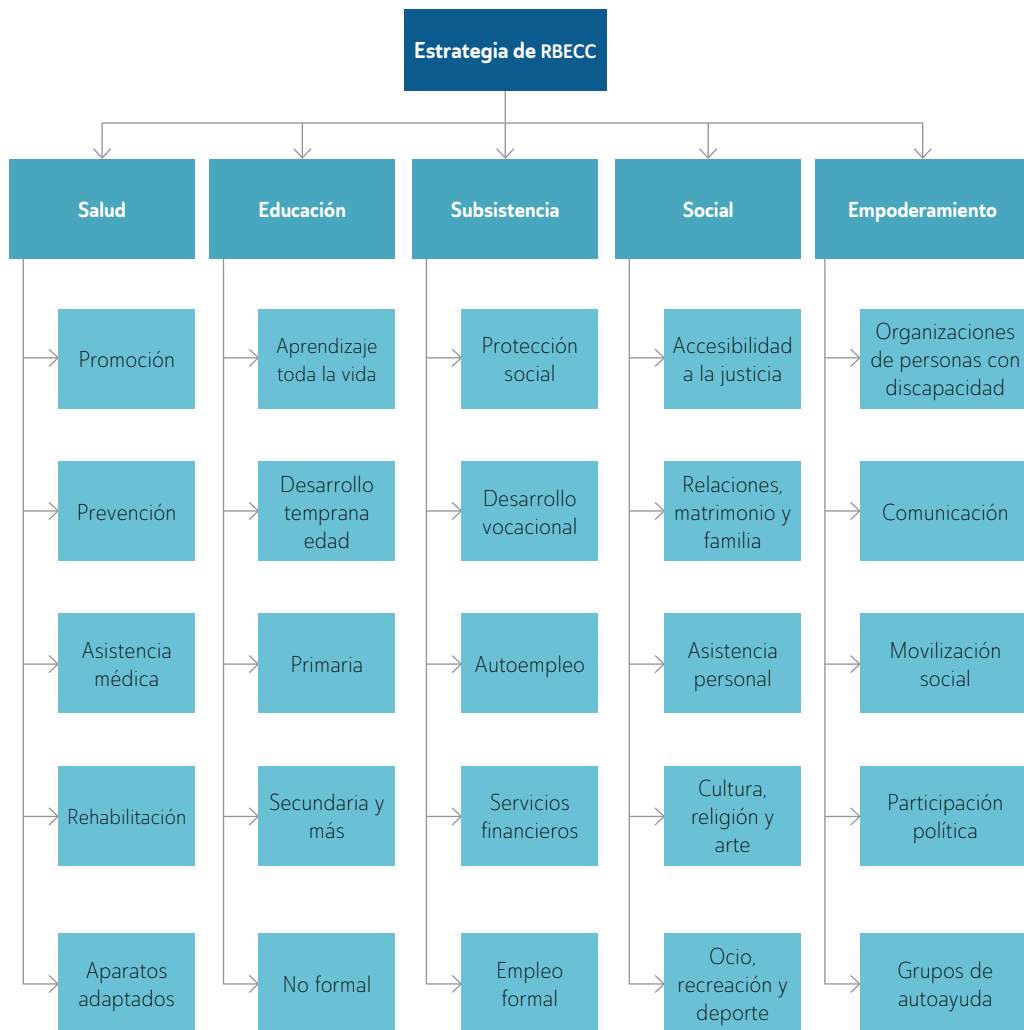 Estrategia de RBECC
Salud
Educación
Subsistencia
Social
Empoderamiento
Promoción
Aprendizaje
toda la vida
Protección
social
Accesibilidad
a la justicia
Organizaciones
de personas con
discapacidad
Prevención
Desarrollo
temprana
edad
Desarrollo
vocacional
Relaciones,
matrimonio y
familia
Comunicación
Asistencia
médica
Primaria
Autoempleo
Asistencia
personal
Movilización
social
Rehabilitación
Secundaria y
más
Servicios
financieros
Cultura,
religión y
arte
Participación
política
Aparatos
adaptados
No formal
Empleo
formal
Ocio,
recreación y
deporte
Grupos de
autoayuda